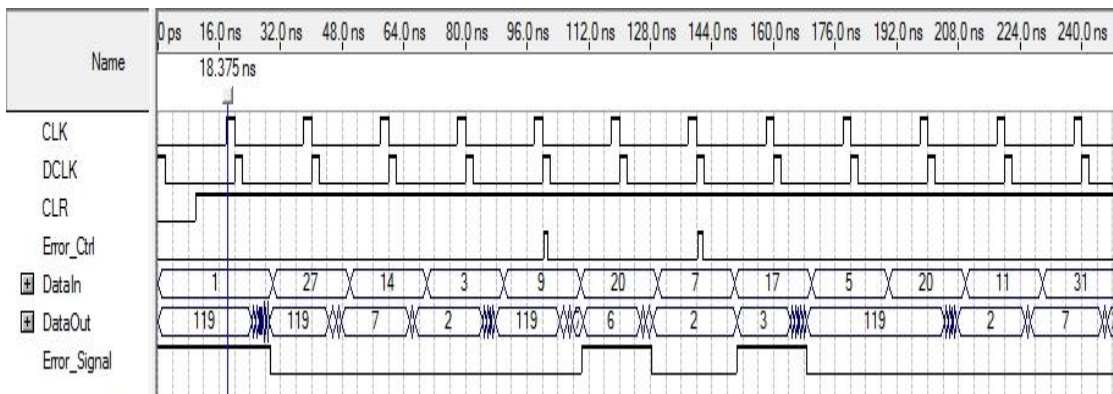 Name
0 ps 16.0 ns 32.0 ns 48.0 ns 64.0 ns 80.0 ns 96.0 ns 112.0 ns 128.0 ns 144.0 ns 160.0 ns 176.0 ns 192.0 ns 208.0 ns 224.0 ns 240.0 ns
18.375 ns
CLK
DCLK
CLR
Error_Ctrl
DataIn 1 27 14 3 9 20 7 17 5 20 11 31
DataOut 119 119 7 2 119 6 2 3 119 2 7
Error_Signal